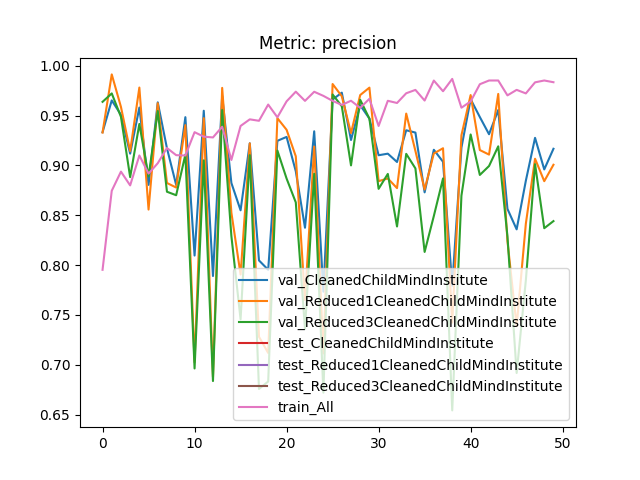 Metric: precision
1.00
0.95
0.90
0.85
0.80
0.75
0.70
0.65
val_CleanedChildMindInstitute
val_Reduced1CleanedChildMindInstitute
val_Reduced3CleanedChildMindInstitute
test_CleanedChildMindInstitute
test_Reduced1CleanedChildMindInstitute
test_Reduced3CleanedChildMindInstitute
train_All
0 10 20 30 40 50